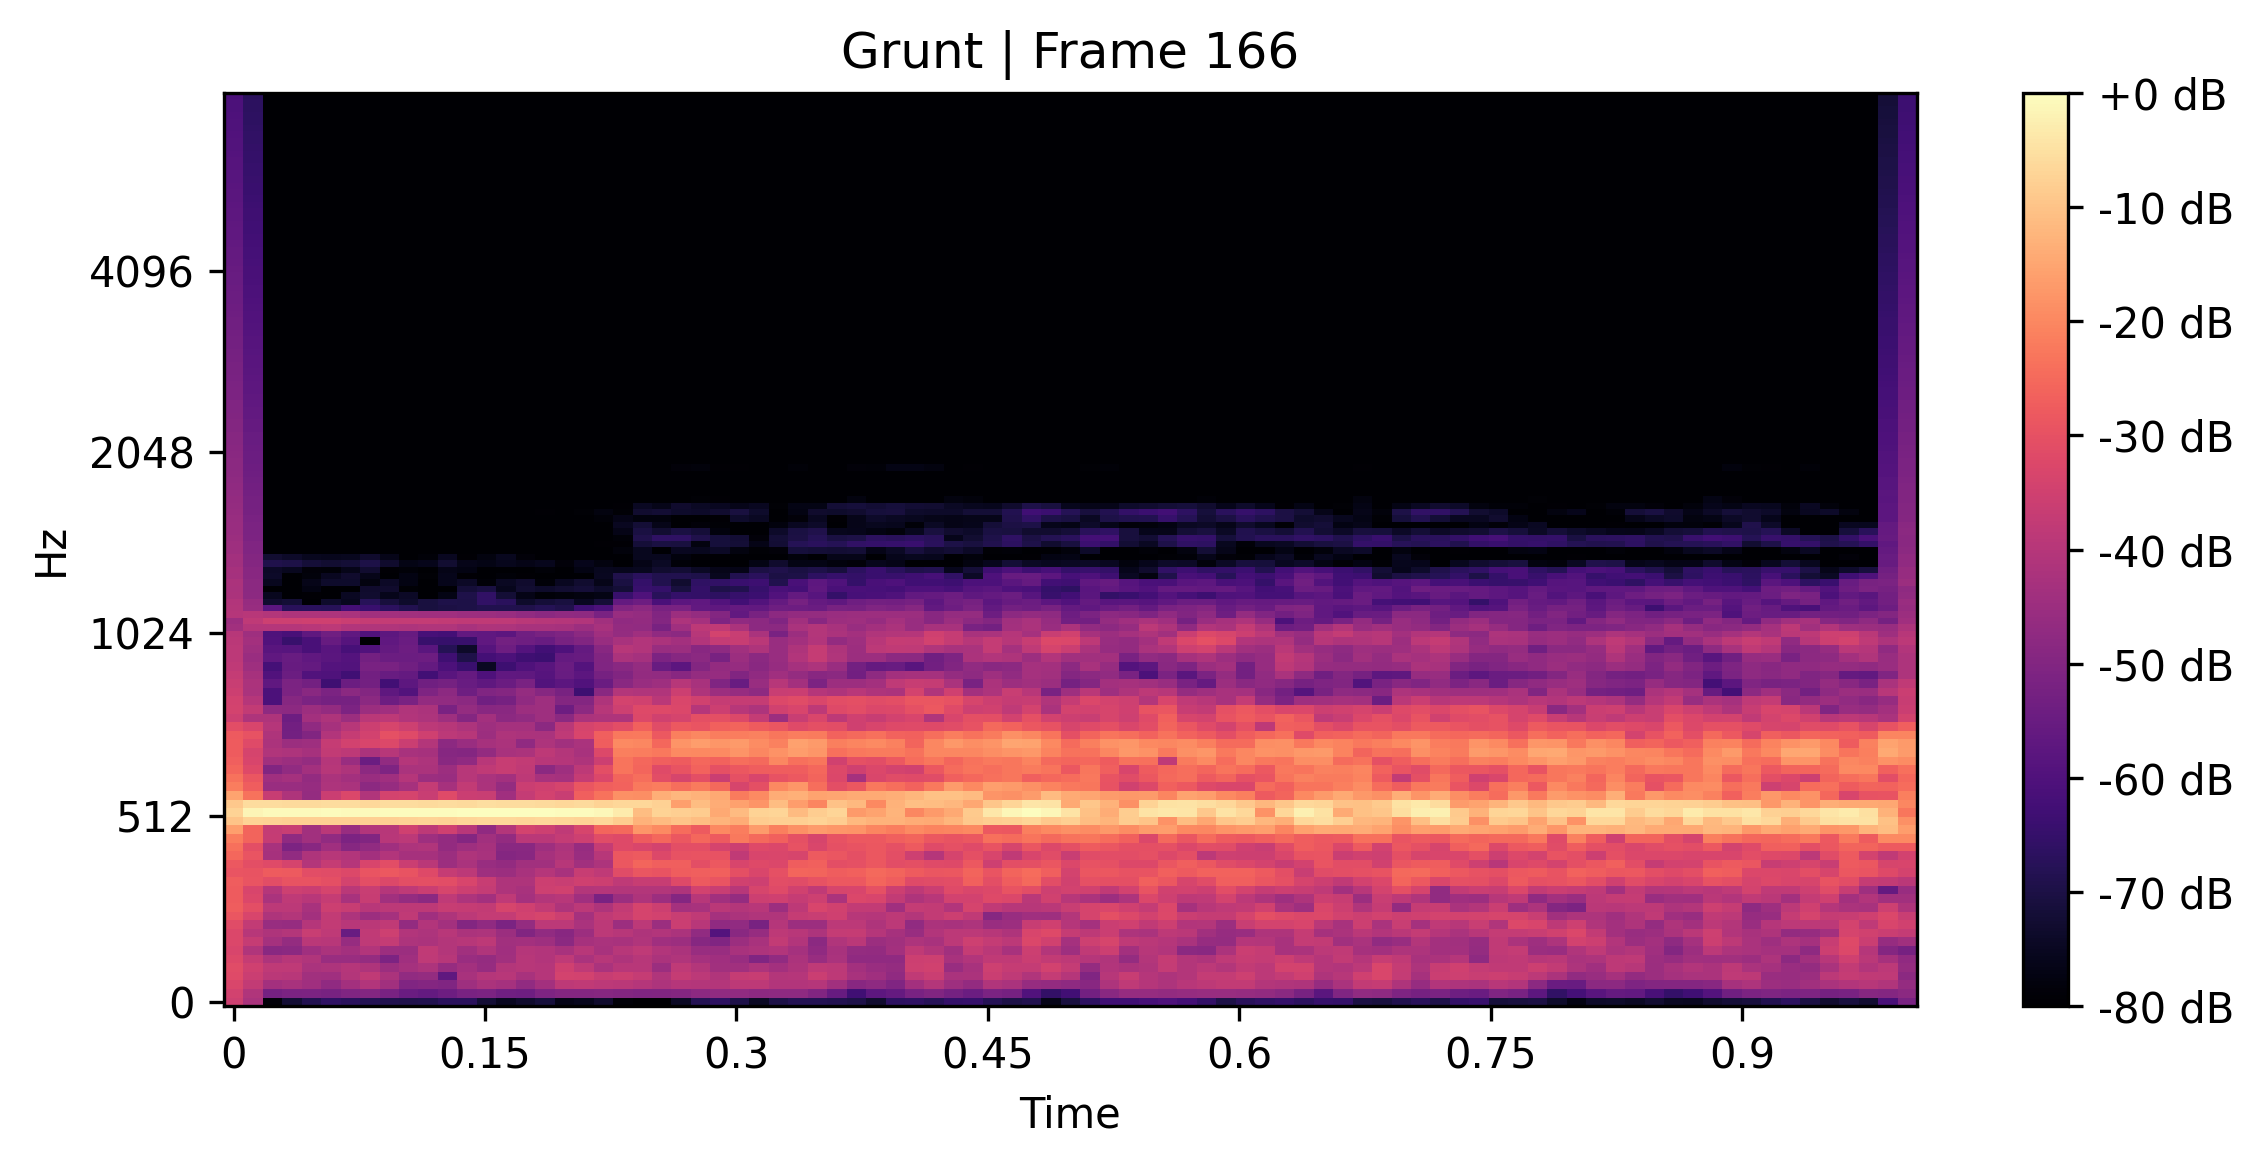 Grunt | Frame 166
Hz
4096
2048
1024
512
0
0 0.15 0.3 0.45 0.6 0.75 0.9
Time
+0 dB
-10 dB
-20 dB
-30 dB
-40 dB
-50 dB
-60 dB
-70 dB
-80 dB